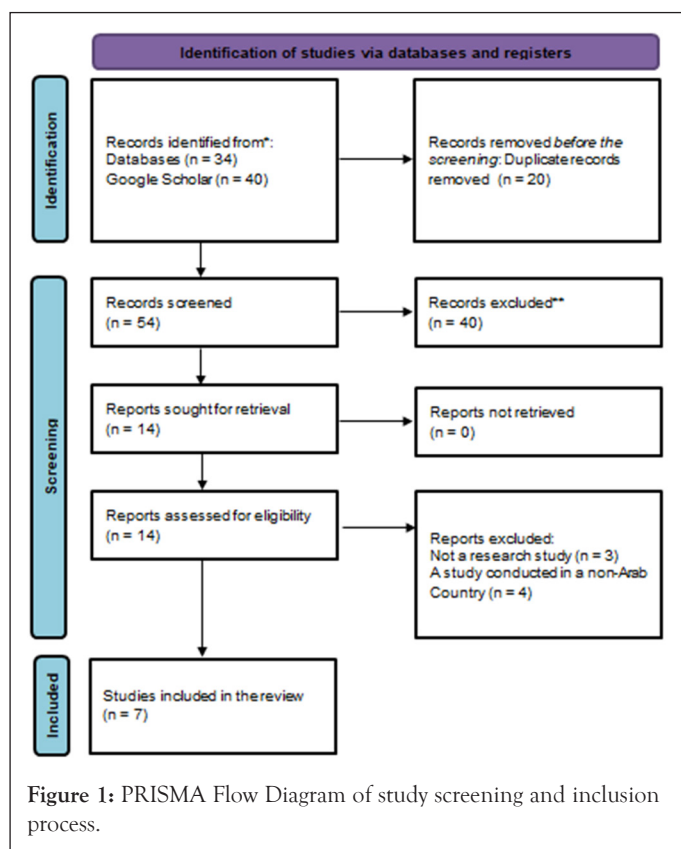 Identification of studies via databases and registers
Identification
Records identified from*:
Databases (n = 34)
Google Scholar (n = 40)
Records removed before the
screening: Duplicate records
removed (n = 20)
Screening
Records screened
(n = 54)
Records excluded**
(n = 40)
Reports sought for retrieval
(n = 14)
Reports not retrieved
(n = 0)
Reports assessed for eligibility
(n = 14)
Reports excluded:
Not a research study (n = 3)
A study conducted in a non-Arab
Country (n = 4)
Included
Studies included in the review
(n = 7)
Figure 1: PRISMA Flow Diagram of study screening and inclusion
process.